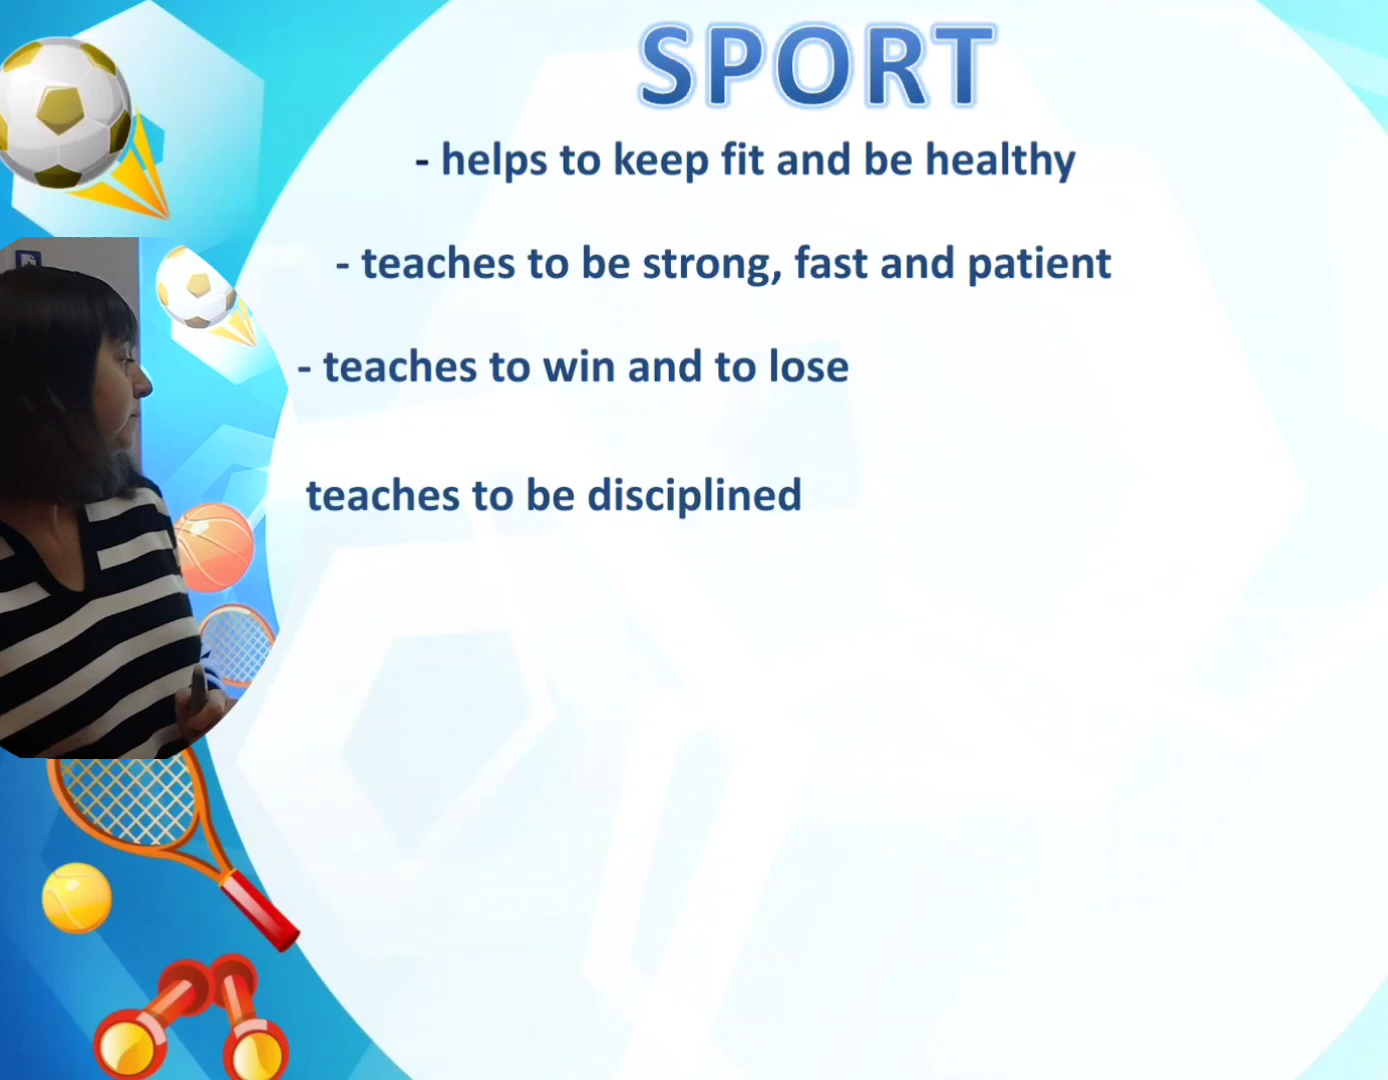 SPORT
- helps to keep fit and be healthy
- teaches to be strong, fast and patient
- teaches to win and to lose
teaches to be disciplined